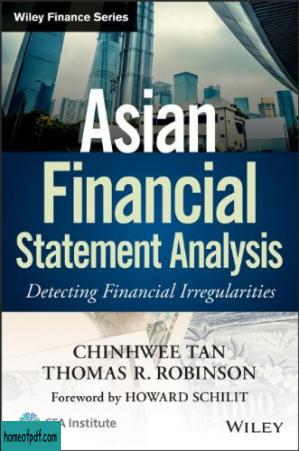 Wiley Finance Series
Asian
Financial
Statement Analysis
Detecting Financial Irregularities
CHINHWEE TAN
THOMAS R. ROBINSON
Foreword by HOWARD SCHILIT
CFA Institute
WILEY
homeofpdf.com